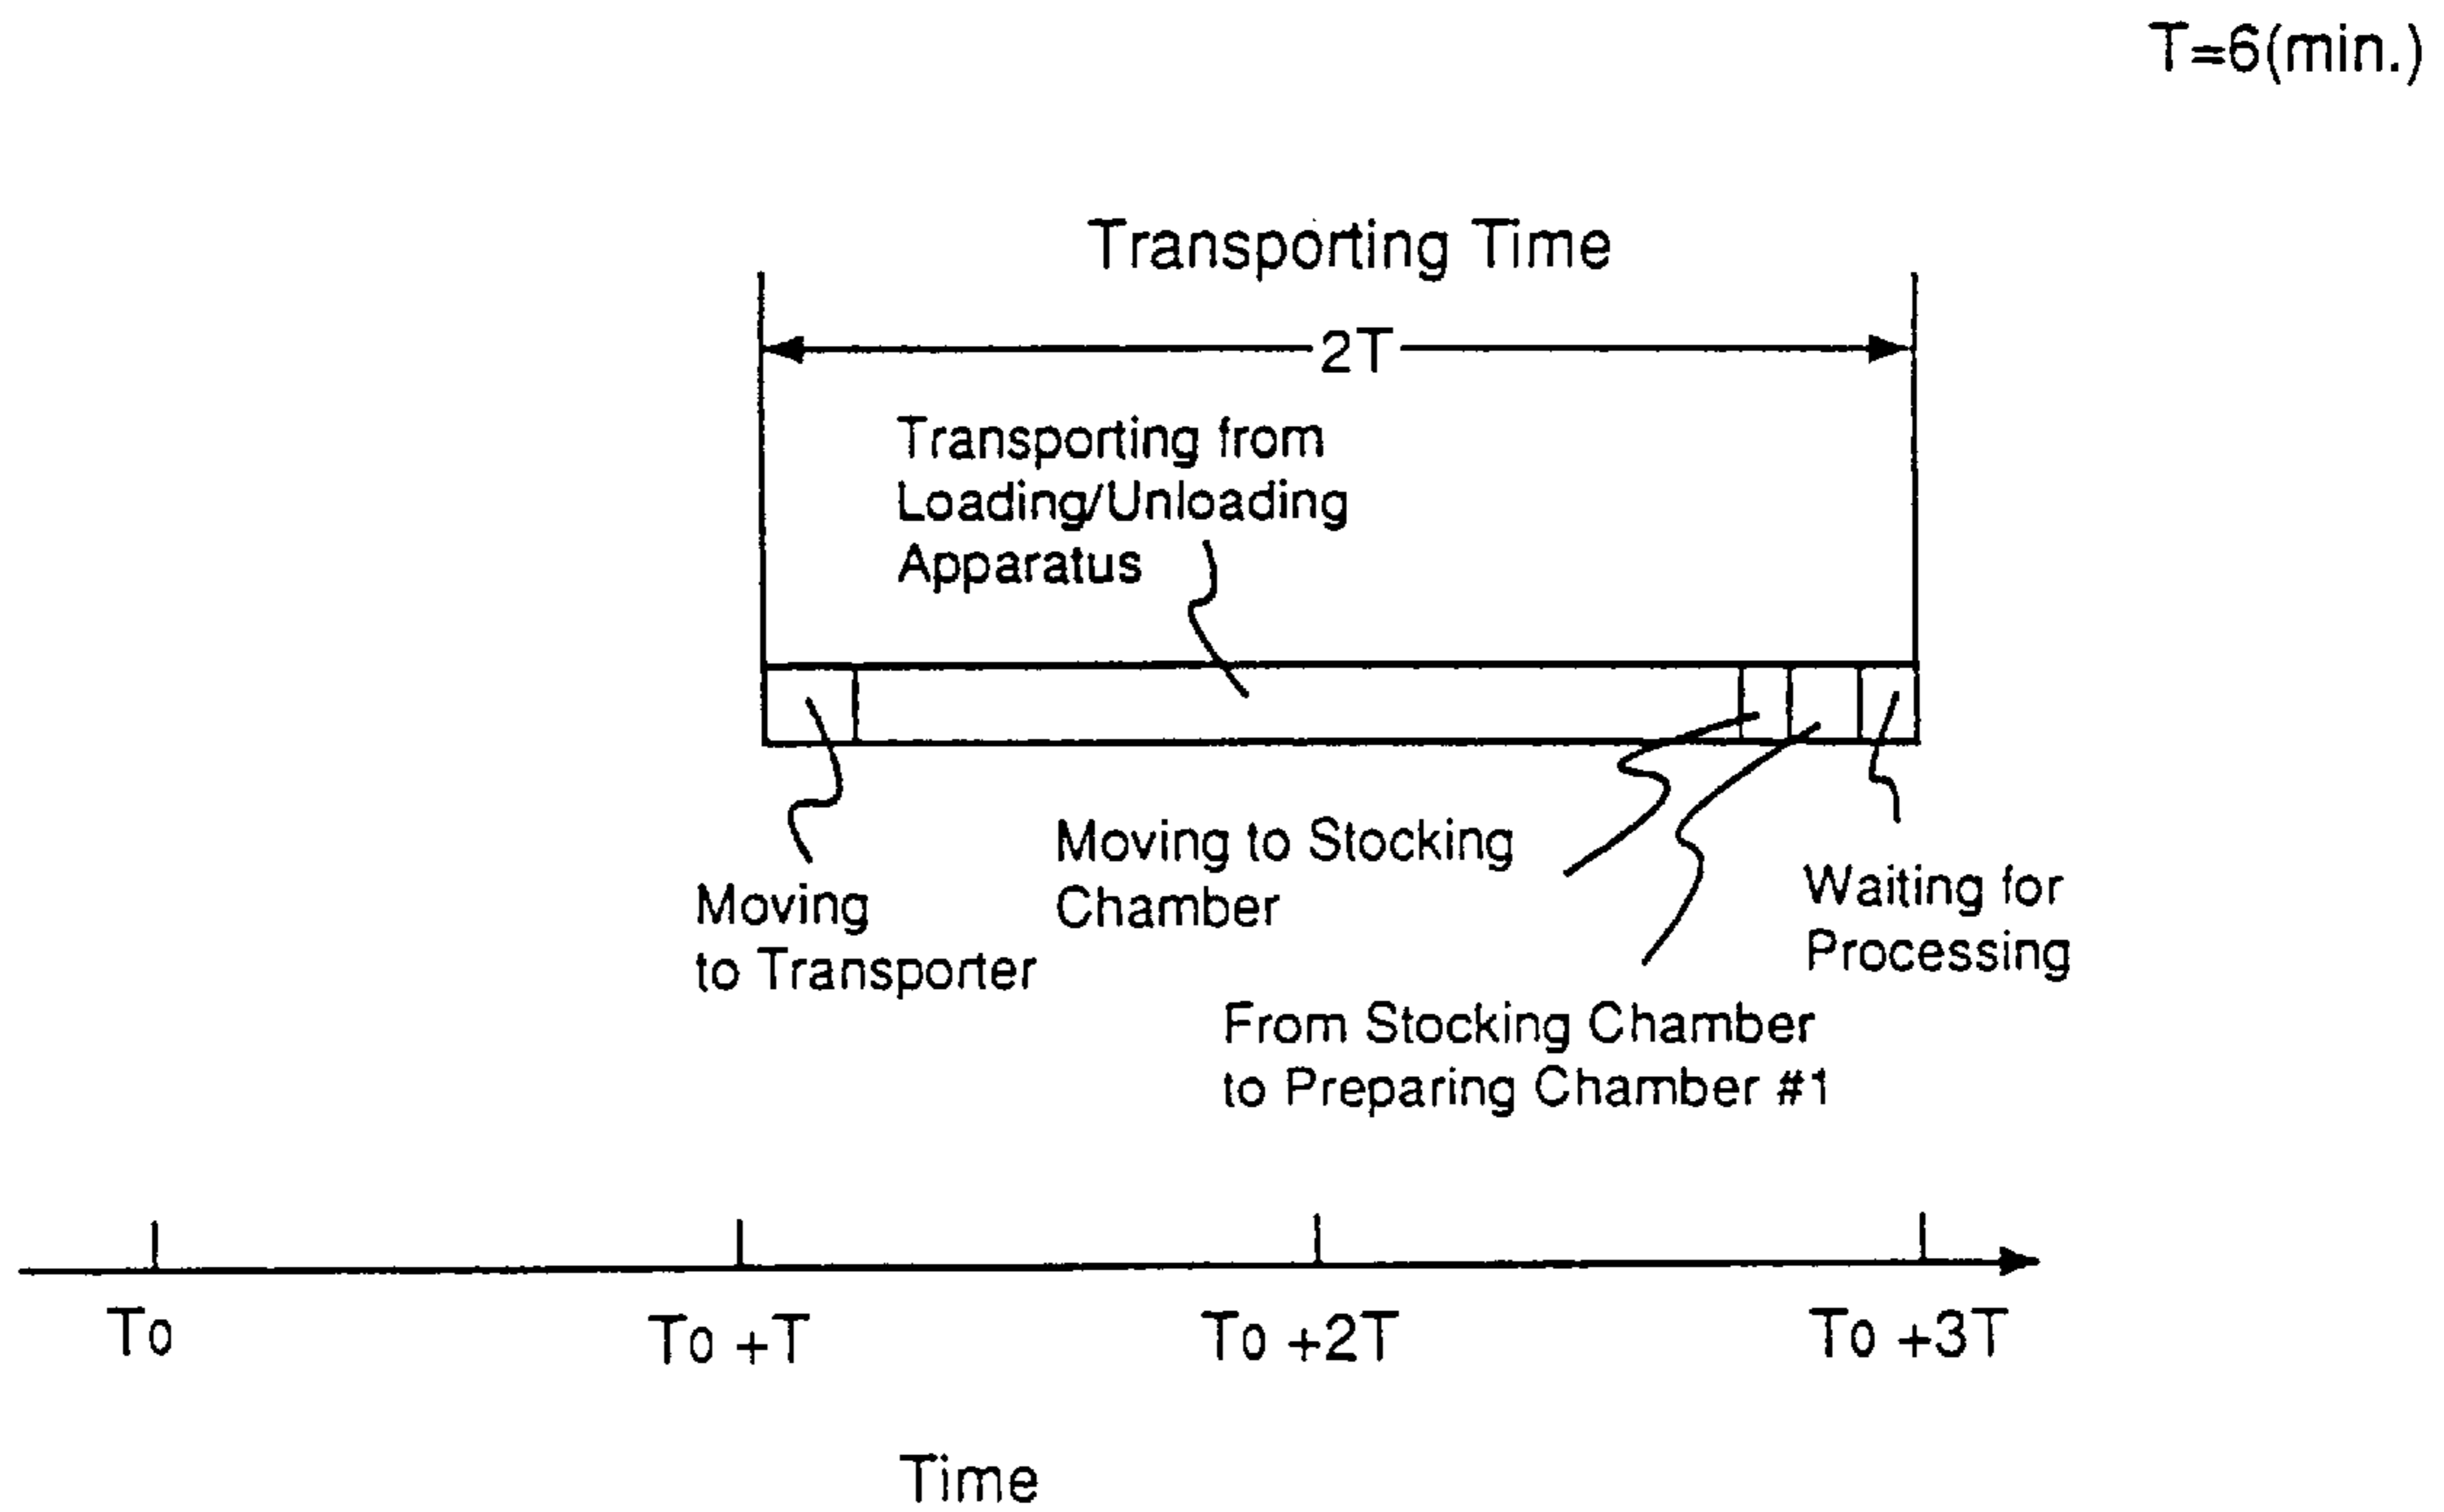 T=6(min.)
Transporting Time
2T
Transporting from
Loading/Unloading
Apparatus
Moving to Stocking
Chamber
Moving
to Transporter
Waiting for
Processing
From Stocking Chamber
to Preparing Chamber #1
To
To +T
To +2T
To +3T
Time